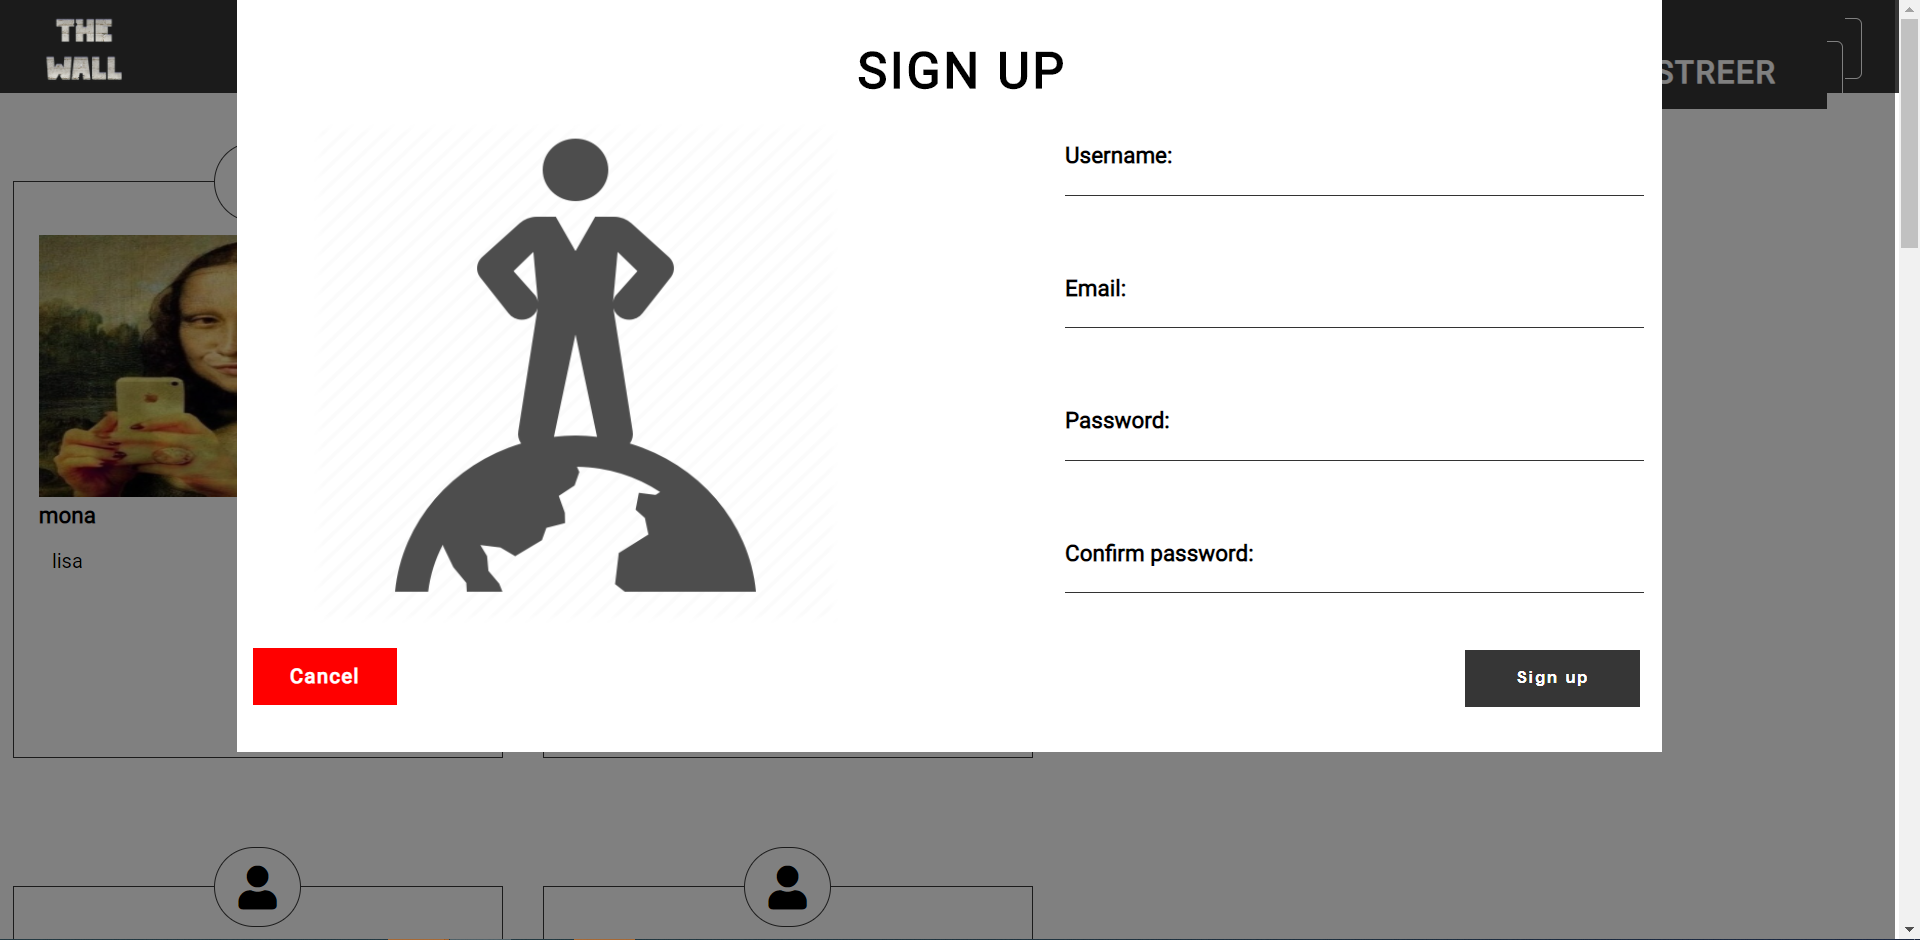 THE
WALL
SIGN UP
STREER
Username:
Email:
Password:
Confirm password:
mona
lisa
Cancel
Sign up